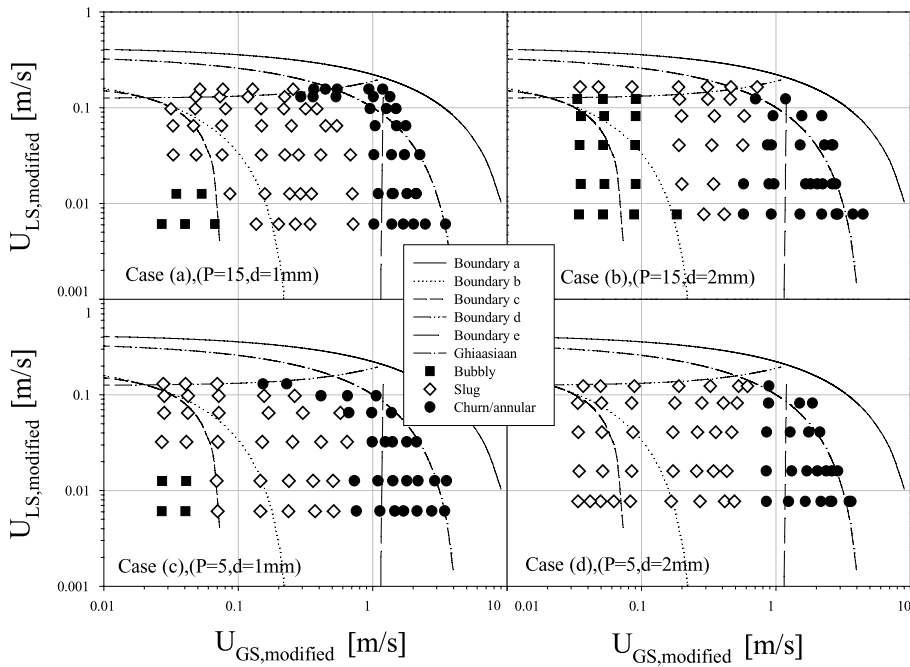 U_LS,modified [m/s]
1
0.1
0.01
0.001
Case (a),(P=15,d=1mm)
Case (b),(P=15,d=2mm)
Boundary a
Boundary b
Boundary c
Boundary d
Boundary e
Ghiaasiaan
Bubbly
Slug
Churn/annular
U_LS,modified [m/s]
1
0.1
0.01
0.001
Case (c),(P=5,d=1mm)
Case (d),(P=5,d=2mm)
0.01 0.1 1 10 0.01 0.1 1 10
U_GS,modified [m/s]
U_GS,modified [m/s]